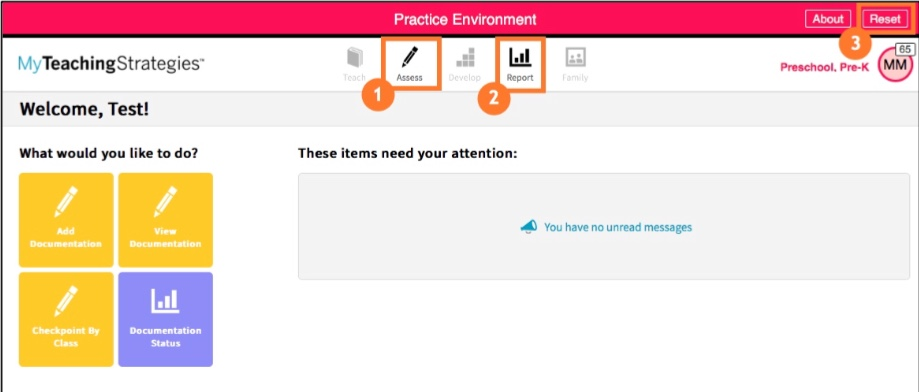 Practice Environment
About
Reset
3
MyTeachingStrategies™
Teach
Assess
Develop
Report
Family
1
2
Preschool, Pre-K
MM
65
Welcome, Test!
What would you like to do?
These items need your attention:
Add
Documentation
View
Documentation
You have no unread messages
Checkpoint By
Class
Documentation
Status